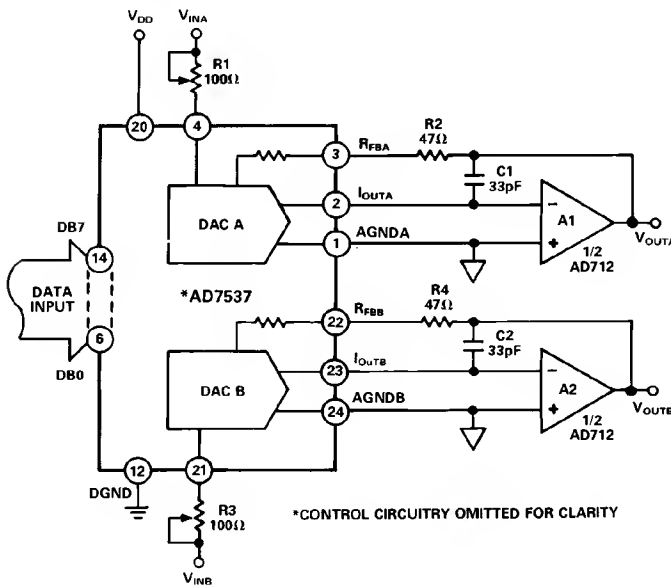 VDD
VINA
R1
100Ω
20
4
3
RFBA
R2
47Ω
C1
33pF
2
IOUTA
DAC A
1
AGNDA
A1
−
+
1/2
AD712
VOUTA
DB7
14
DATA
INPUT
*AD7537
6
DB0
22
RFBB
R4
47Ω
C2
33pF
23
IOUTB
DAC B
24
AGNDB
A2
−
+
1/2
AD712
VOUTB
12
DGND
21
R3
100Ω
VINB
*CONTROL CIRCUITRY OMITTED FOR CLARITY